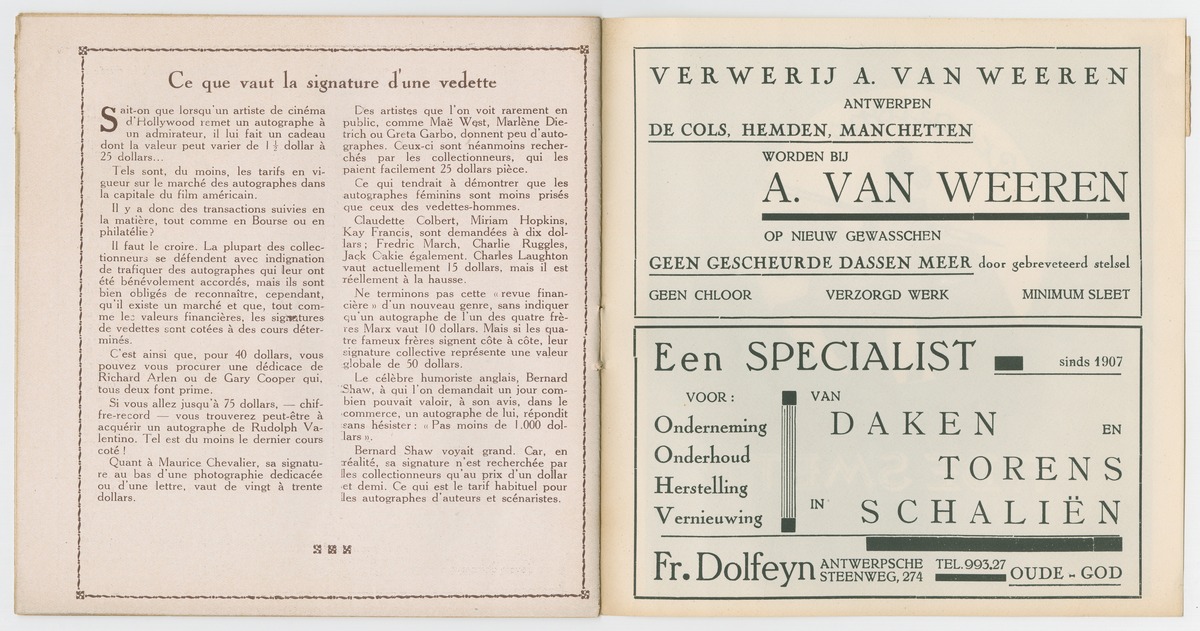 Ce que vaut la signature d'une vedette
Sait-on que lorsqu'un artiste de cinéma
d'Hollywood remet un autographe à
un admirateur, il lui fait un cadeau
dont la valeur peut varier de 1 ½ dollar à
25 dollars...
Tels sont, du moins, les tarifs en vi-
gueur sur le marché des autographes dans
la capitale du film américain.
Il y a donc des transactions suivies en
la matière, tout comme en Bourse ou en
philatélie?
Il faut le croire. La plupart des collec-
tionneurs se défendent avec indignation
de trafiquer des autographes qui leur ont
été bénévolement accordés, mais ils sont
bien obligés de reconnaître, cependant,
qu'il existe un marché et que, tout com-
me les valeurs financières, les signatures
de vedettes sont cotées à des cours déter-
minés.
C'est ainsi que, pour 40 dollars, vous
pouvez vous procurer une dédicace de
Richard Arlen ou de Gary Cooper qui,
tous deux font prime.
Si vous allez jusqu'à 75 dollars, — chif-
fre-record — vous trouverez peut-être à
acquérir un autographe de Rudolph Va-
lentino. Tel est du moins le dernier cours
coté !
Quant à Maurice Chevalier, sa signatu-
re au bas d'une photographie dedicacée
ou d'une lettre, vaut de vingt à trente
dollars.
Des artistes que l'on voit rarement en
public, comme Maë West, Marlène Die-
trich ou Greta Garbo, donnent peu d'auto-
graphes. Ceux-ci sont néanmoins recher-
chés par les collectionneurs, qui les
paient facilement 25 dollars pièce.
Ce qui tendrait à démontrer que les
autographes féminins sont moins prisés
que ceux des vedettes-hommes.
Claudette Colbert, Miriam Hopkins,
Kay Francis, sont demandées à dix dol-
lars ; Fredric March, Charlie Ruggles,
Jack Oakie également. Charles Laughton
vaut actuellement 15 dollars, mais il est
réellement à la hausse.
Ne terminons pas cette « revue finan-
cière » d'un nouveau genre, sans indiquer
qu'un autographe de l'un des quatre frè-
res Marx vaut 10 dollars. Mais si les qua-
tre fameux frères signent côte à côte, leur
signature collective représente une valeur
globale de 50 dollars.
Le célèbre humoriste anglais, Bernard
Shaw, à qui l'on demandait un jour com-
bien pouvait valoir, à son avis, dans le
commerce, un autographe de lui, répondit
sans hésister : « Pas moins de 1.000 dol-
lars ».
Bernard Shaw voyait grand. Car, en
réalité, sa signature n'est recherchée par
les collectionneurs qu'au prix d'un dollar
et demi. Ce qui est le tarif habituel pour
les autographes d'auteurs et scénaristes.
VERWERIJ A. VAN WEEREN
ANTWERPEN
DE COLS, HEMDEN, MANCHETTEN
WORDEN BIJ
A. VAN WEEREN
OP NIEUW GEWASSCHEN
GEEN GESCHEURDE DASSEN MEER door gebreveteerd stelsel
GEEN CHLOOR VERZORGD WERK MINIMUM SLEET
Een SPECIALIST sinds 1907
VOOR :
Onderneming
Onderhoud
Herstelling
Vernieuwing
VAN
DAKEN EN
TORENS
IN SCHALIËN
Fr. Dolfeyn ANTWERPSCHE
STEENWEG, 274
TEL.993,27
OUDE - GOD